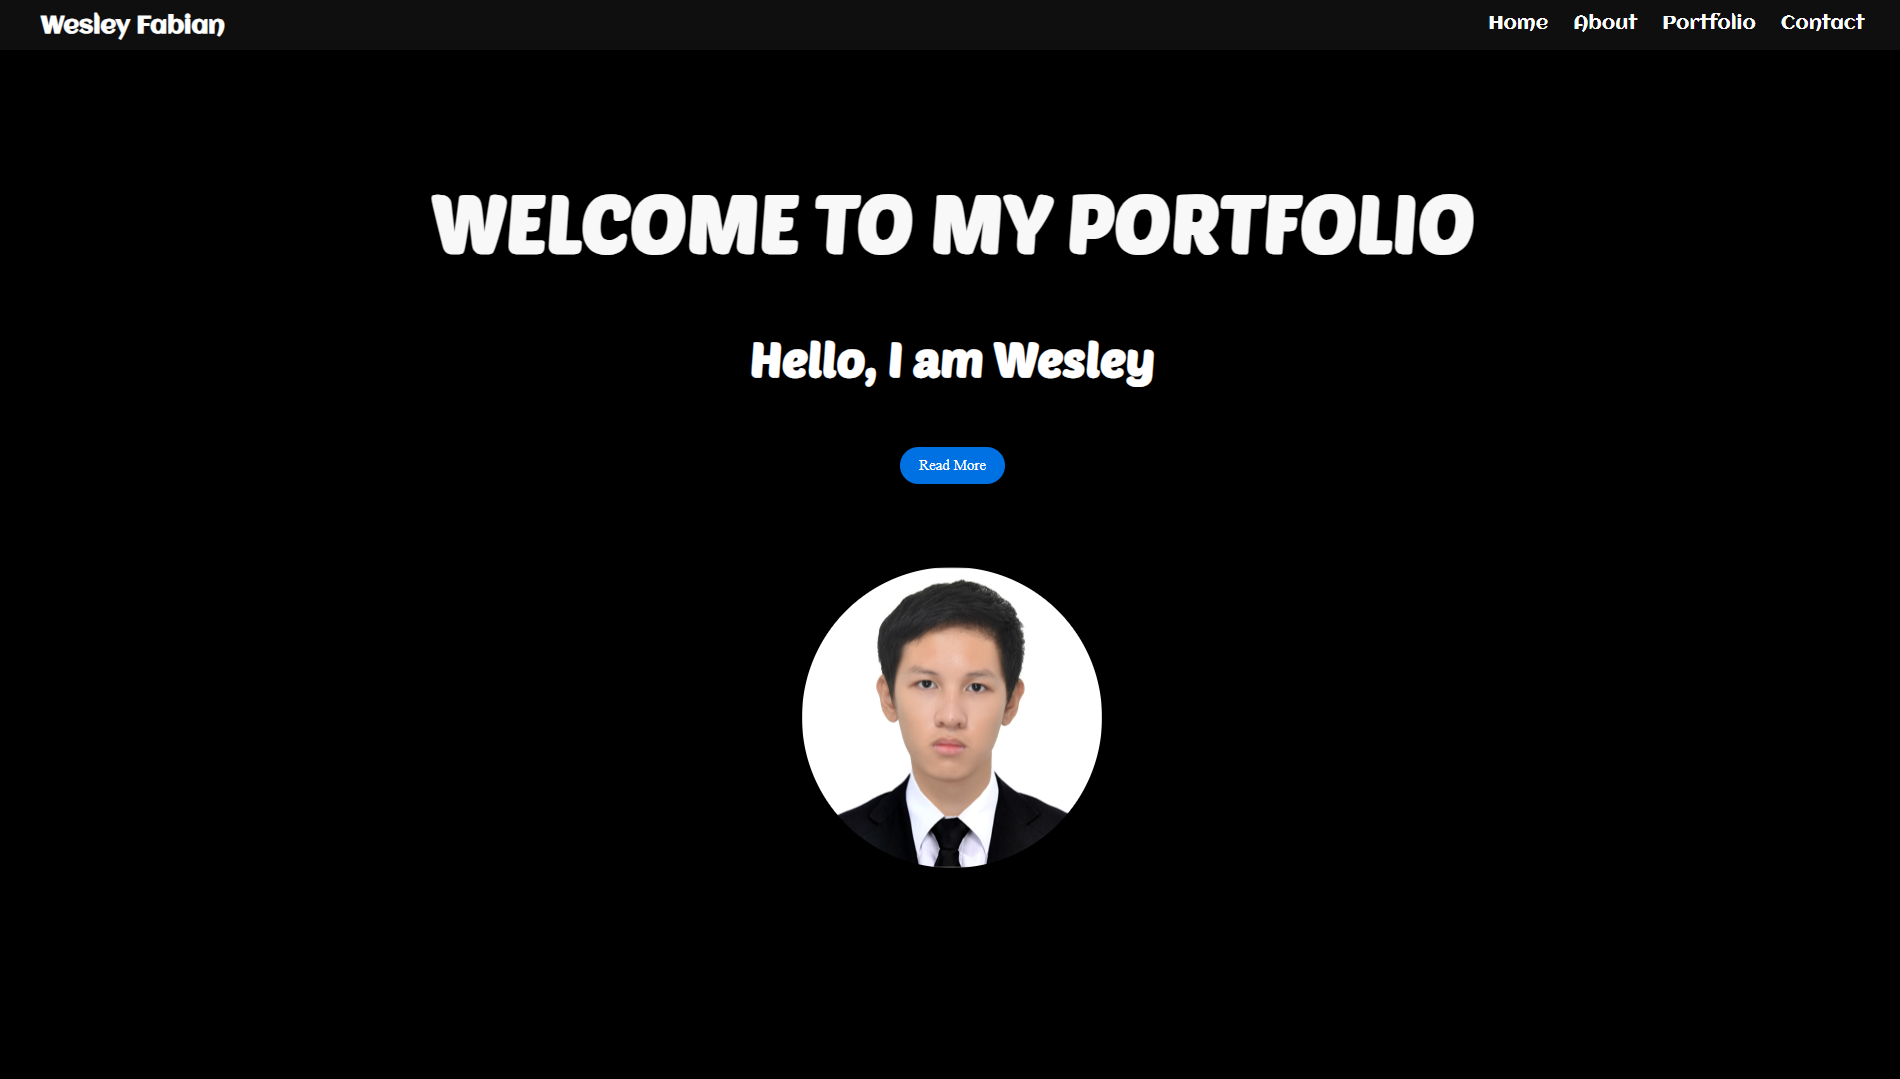 Wesley Fabian
Home About Portfolio Contact
WELCOME TO MY PORTFOLIO
Hello, I am Wesley
Read More